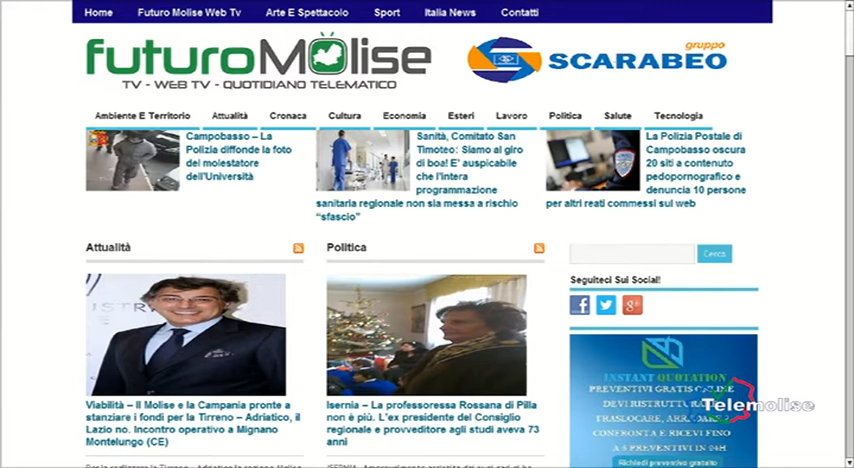 Home Futuro Molise Web Tv Arte E Spettacolo Sport Italia News Contatti
futuroMolise
TV - WEB TV - QUOTIDIANO TELEMATICO
gruppo
SCARABEO
Ambiente E Territorio Attualità Cronaca Cultura Economia Esteri Lavoro Politica Salute Tecnologia
Campobasso – La
Polizia diffonde la foto
del molestatore
dell'Università
Sanità, Comitato San
Timoteo: Siamo al giro
di boa! E' auspicabile
che l'intera
programmazione
sanitaria regionale non sia messa a rischio
"sfascio"
La Polizia Postale di
Campobasso oscura
20 siti a contenuto
pedopornografico e
denuncia 10 persone
per altri reati commessi sul web
Attualità
Viabilità – Il Molise e la Campania pronte a
stanziare i fondi per la Tirreno – Adriatico, il
Lazio no. Incontro operativo a Mignano
Montelungo (CE)
Politica
Isernia – La professoressa Rossana di Pilla
non è più. L'ex presidente del Consiglio
regionale e provveditore agli studi aveva 73
anni
Cerca
Seguiteci Sui Social!
INSTANT QUOTATION
PREVENTIVI GRATIS ONLINE
DEVI RISTRUTTURARE
TRASLOCARE,
Telemolise
CONFRONTA E RICEVI FINO
A 5 PREVENTIVI IN 24H
Richiedi preventivo gratuito